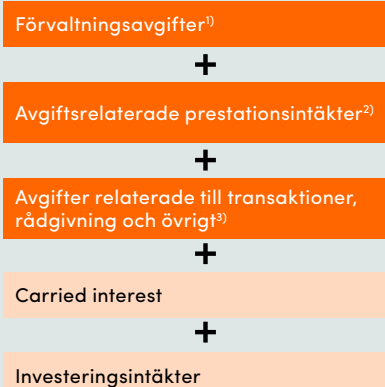 Förvaltningsavgifter¹⁾
+
Avgiftsrelaterade prestationsintäkter²⁾
+
Avgifter relaterade till transaktioner,
rådgivning och övrigt³⁾
+
Carried interest
+
Investeringsintäkter